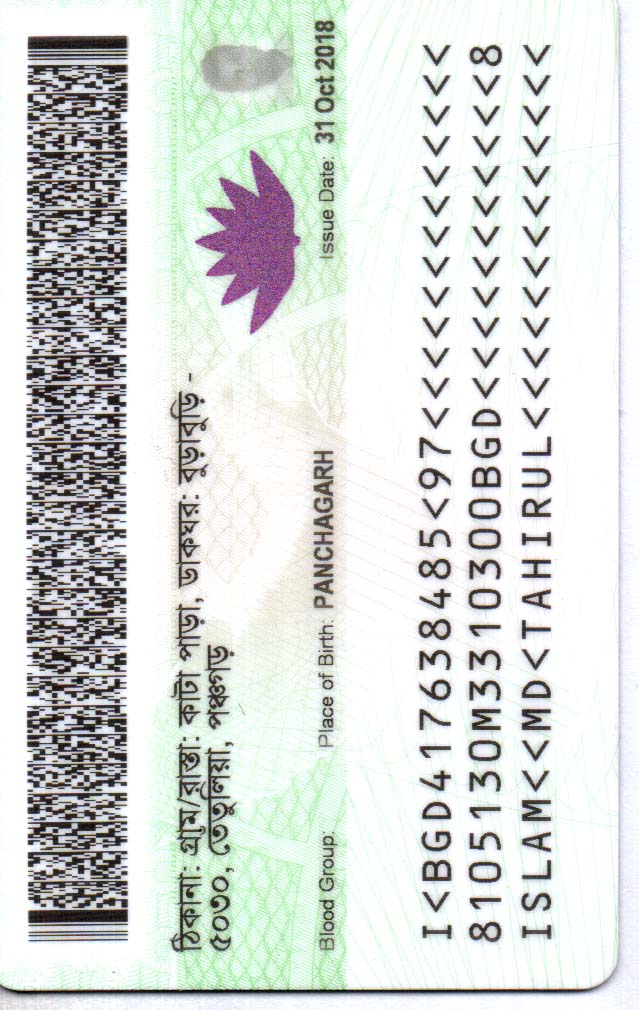 ঠিকানা: গ্রাম/রাস্তা: কাটা পাড়া, ডাকঘর: বুড়াবুড়ি -
৫০৩০, তেতুলিয়া, পঞ্চগড়
Blood Group: Place of Birth: PANCHAGARH Issue Date: 31 Oct 2018
I<BGD417638485<97<<<<<<<<<<<<<
8105130M3310300BGD<<<<<<<<<<<8
ISLAM<<MD<TAHIRUL<<<<<<<<<<<<<